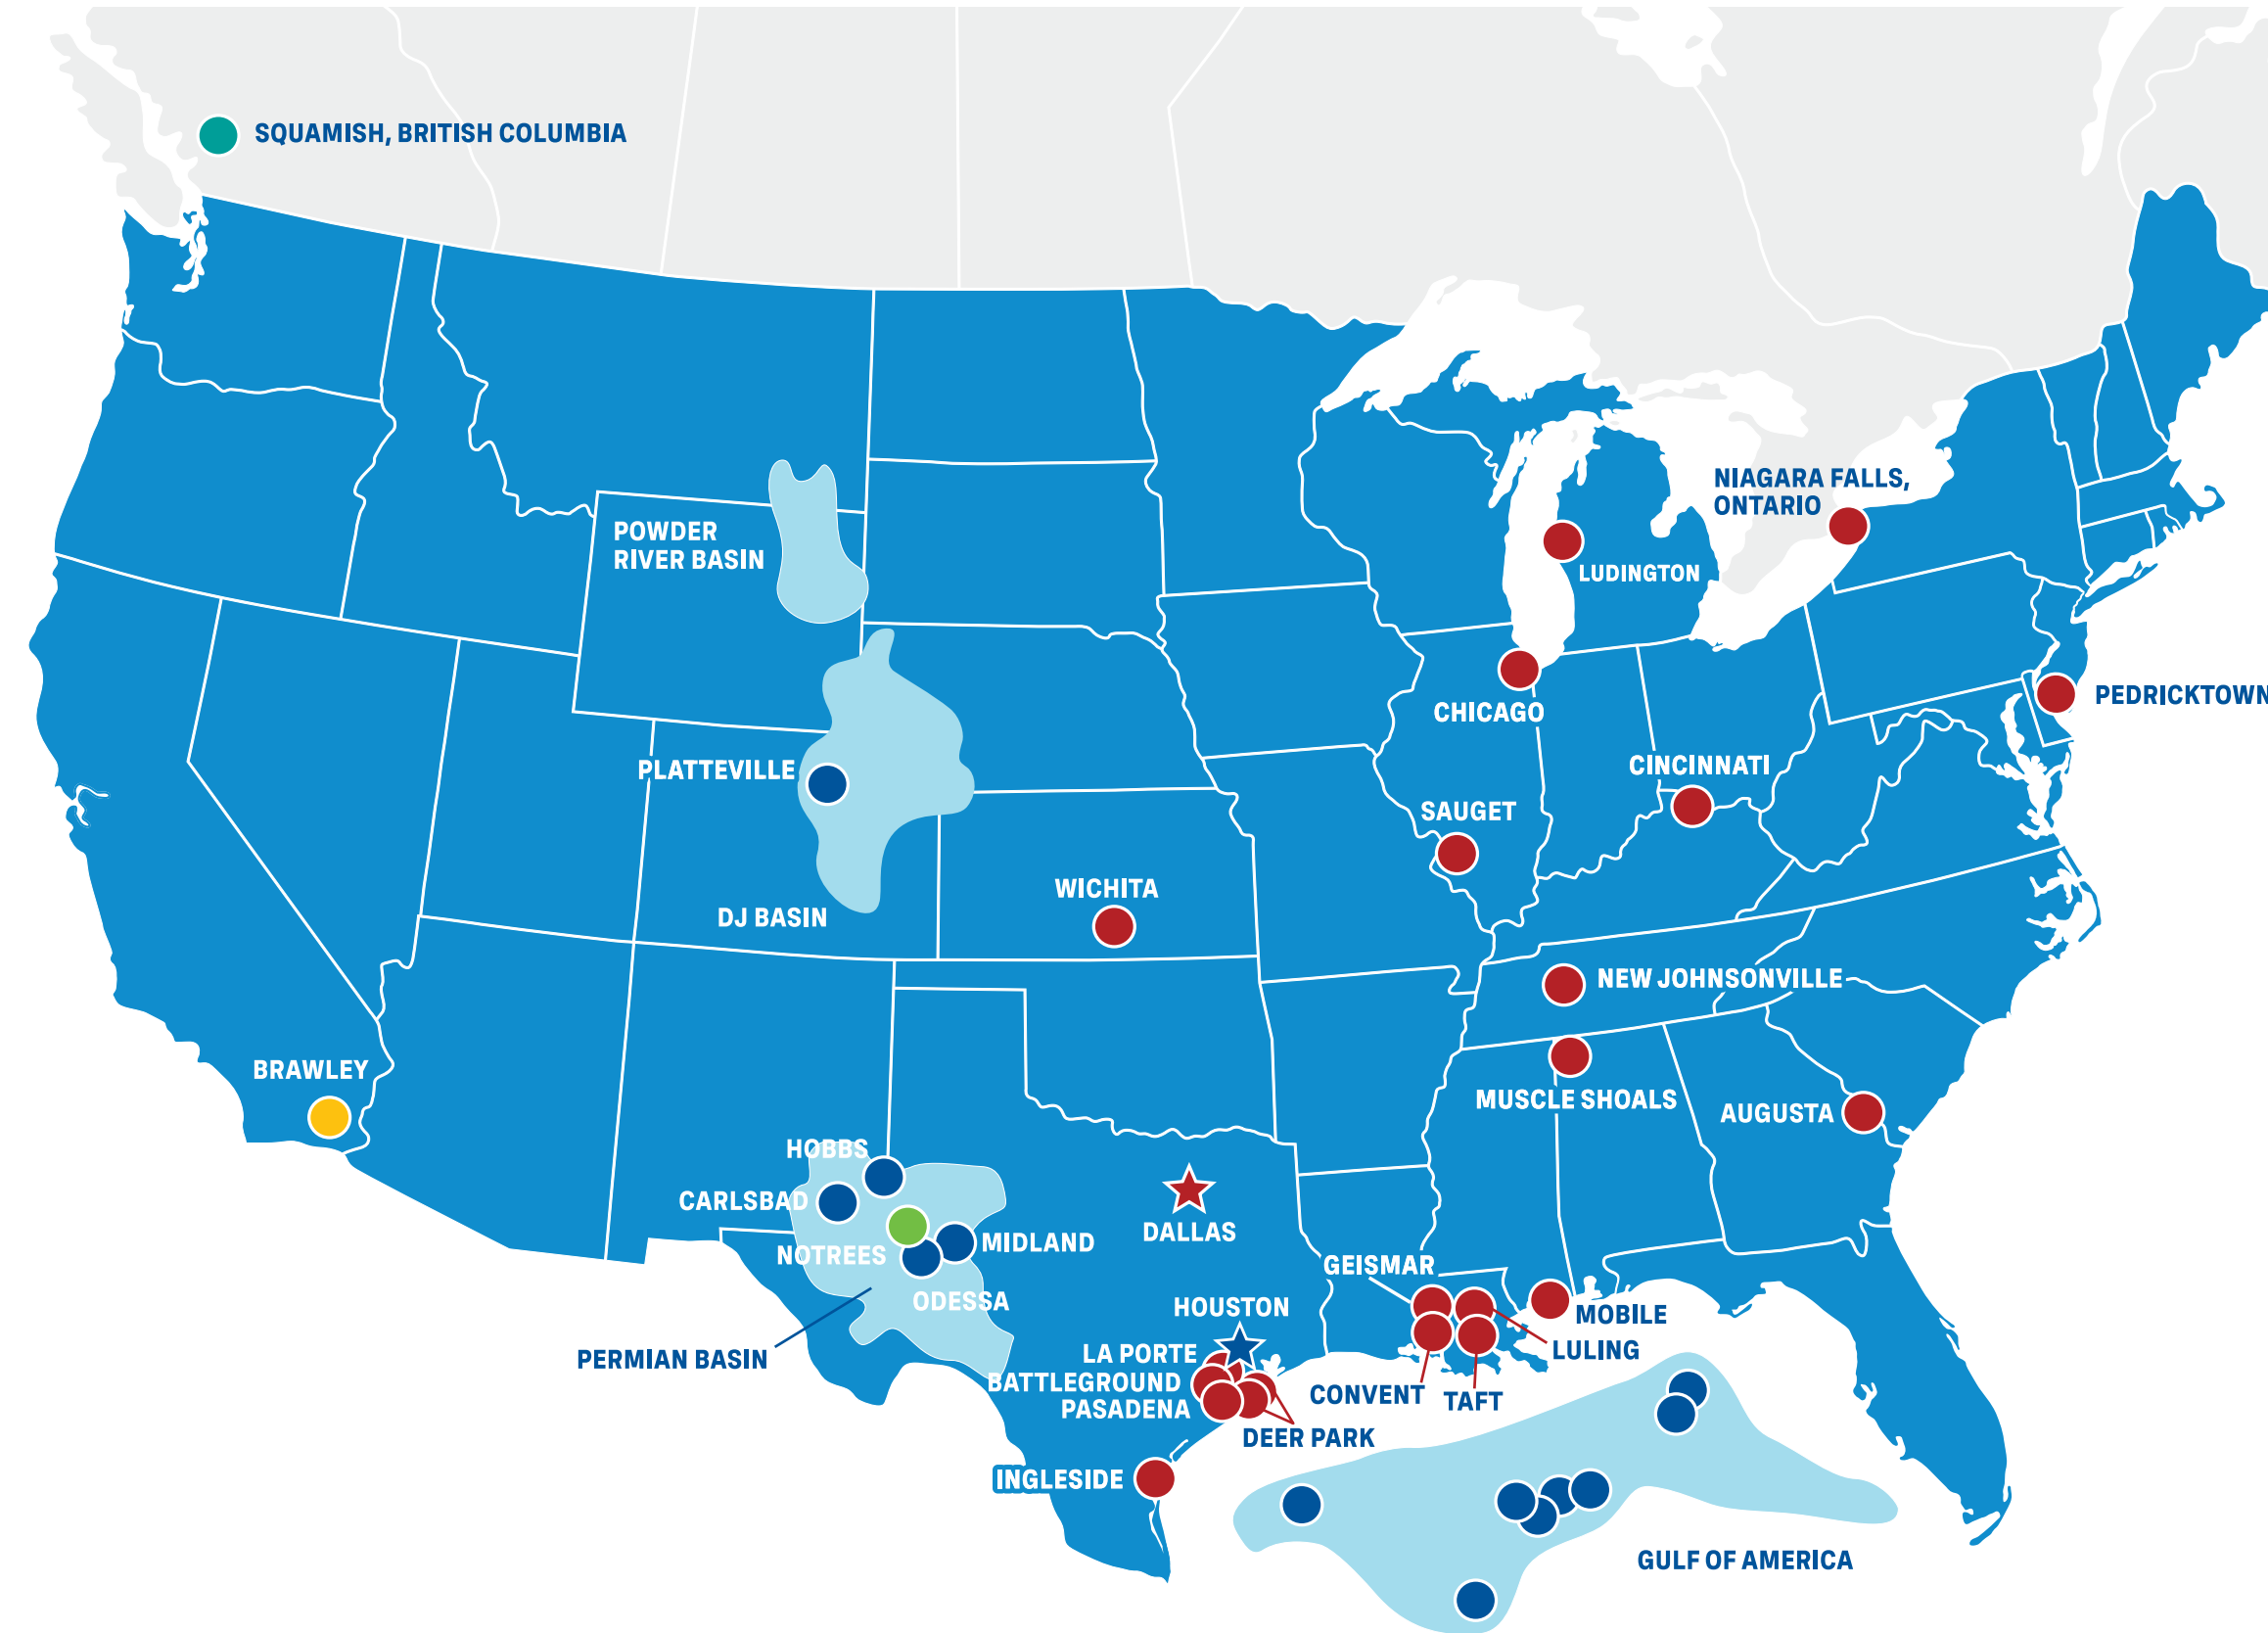 SQUAMISH, BRITISH COLUMBIA
NIAGARA FALLS,
ONTARIO
POWDER
RIVER BASIN
LUDINGTON
PEDRICKTOWN
CHICAGO
PLATTEVILLE
CINCINNATI
SAUGET
WICHITA
DJ BASIN
NEW JOHNSONVILLE
BRAWLEY
MUSCLE SHOALS
AUGUSTA
HOBBS
CARLSBAD
DALLAS
MIDLAND
NOTREES
GEISMAR
ODESSA
HOUSTON
MOBILE
LULING
LA PORTE
PERMIAN BASIN
BATTLEGROUND
CONVENT
TAFT
PASADENA
DEER PARK
INGLESIDE
GULF OF AMERICA